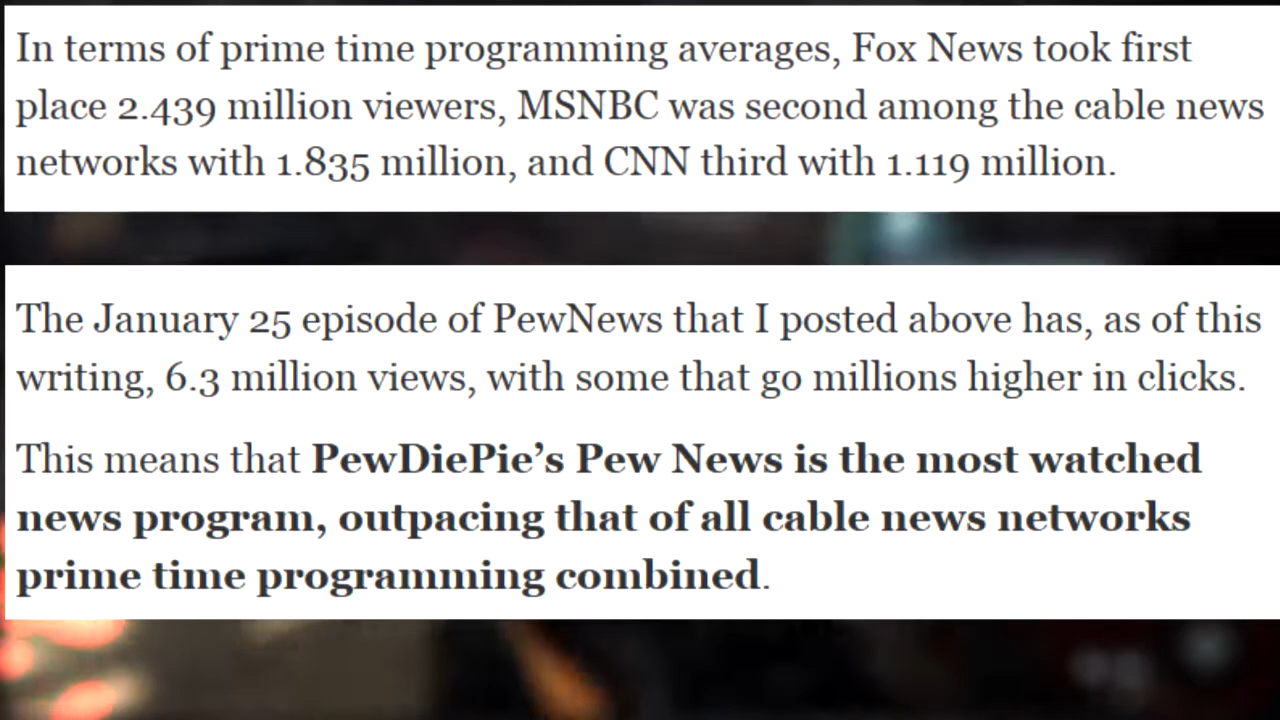 In terms of prime time programming averages, Fox News took first
place 2.439 million viewers, MSNBC was second among the cable news
networks with 1.835 million, and CNN third with 1.119 million.
The January 25 episode of PewNews that I posted above has, as of this
writing, 6.3 million views, with some that go millions higher in clicks.
This means that PewDiePie’s Pew News is the most watched
news program, outpacing that of all cable news networks
prime time programming combined.